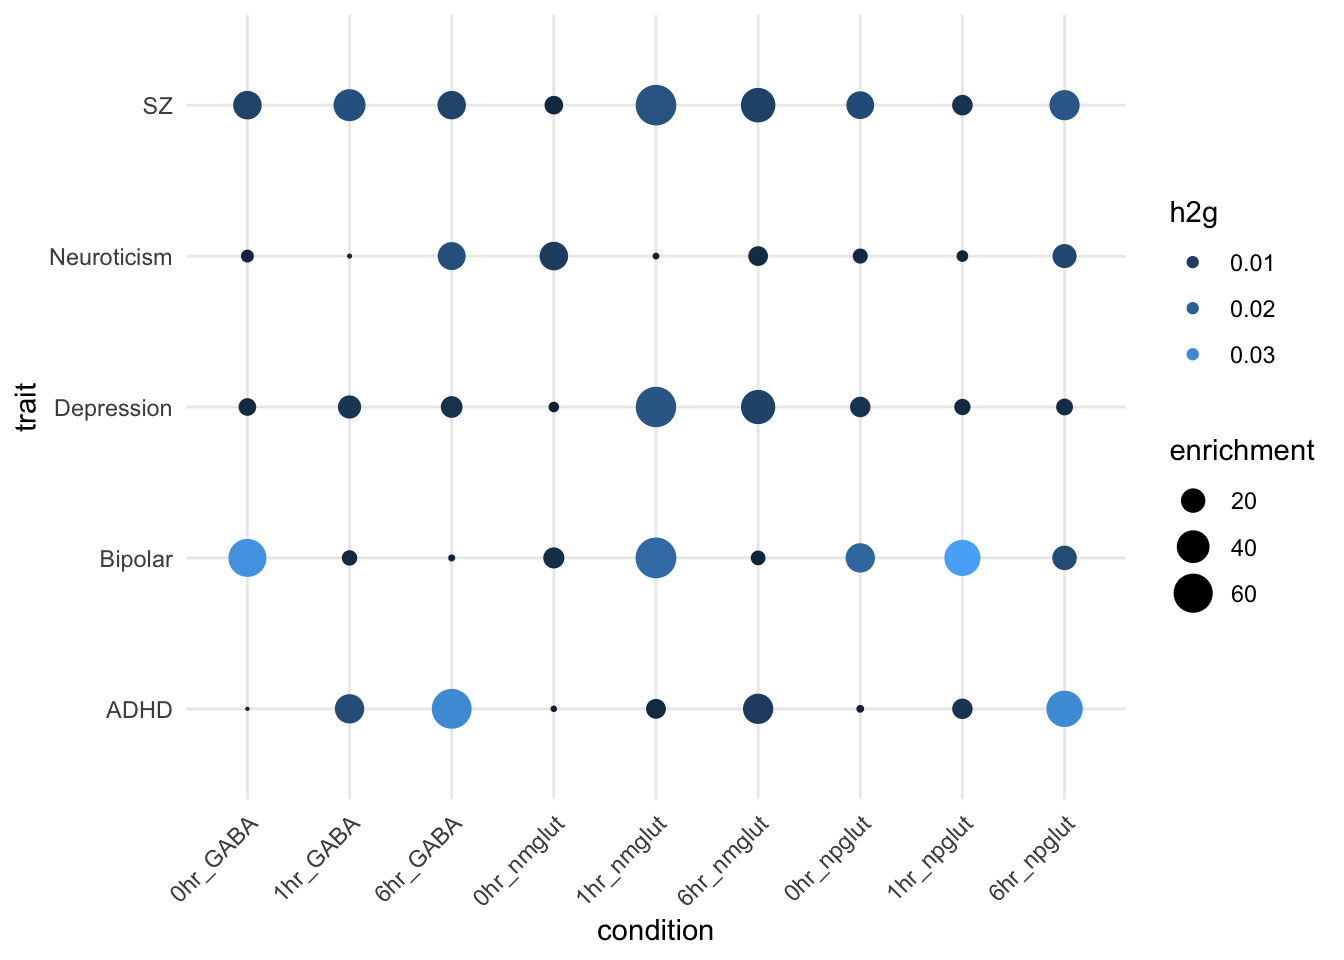 SZ
Neuroticism
Depression
Bipolar
ADHD
trait
0hr_GABA
1hr_GABA
6hr_GABA
0hr_nmglut
1hr_nmglut
6hr_nmglut
0hr_npglut
1hr_npglut
6hr_npglut
condition
h2g
0.01
0.02
0.03
enrichment
20
40
60